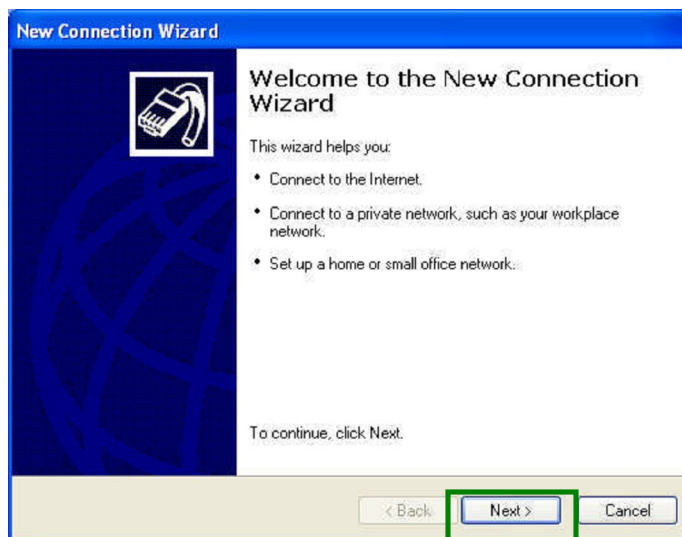 New Connection Wizard
Welcome to the New Connection
Wizard
This wizard helps you:
• Connect to the Internet.
• Connect to a private network, such as your workplace
network.
• Set up a home or small office network.
To continue, click Next.
< Back
Next >
Cancel